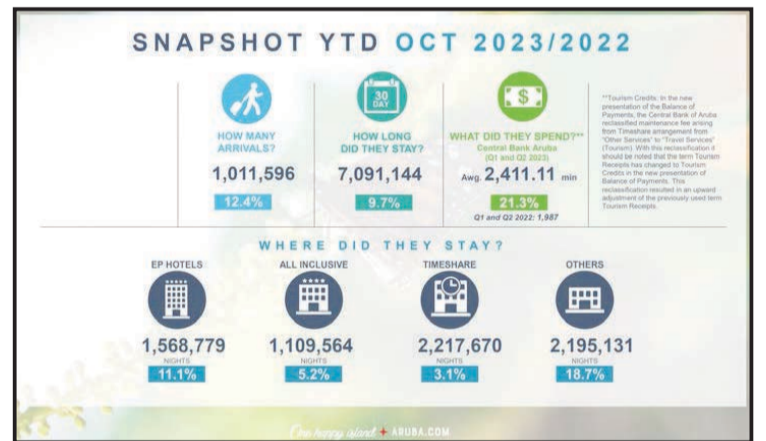 SNAPSHOT YTD OCT 2023/2022
HOW MANY
ARRIVALS?
1,011,596
12.4%
30
DAY
HOW LONG
DID THEY STAY?
7,091,144
9.7%
$
WHAT DID THEY SPEND?**
Central Bank Aruba
(Q1 and Q2 2023)
Awg. 2,411.11 min
21.3%
Q1 and Q2 2022: 1,987
**Tourism Credits: In the new
presentation of the Balance of
Payments, the Central Bank of Aruba
reclassified maintenance fee arising
from Timeshare arrangement from
"Other Services" to "Travel Services"
(Tourism). With this reclassification it
should be noted that the term Tourism
Receipts has changed to Tourism
Credits in the new presentation of
Balance of Payments. This
reclassification resulted in an upward
adjustment of the previously used term
Tourism Receipts.
WHERE DID THEY STAY?
EP HOTELS
1,568,779
NIGHTS
11.1%
ALL INCLUSIVE
1,109,564
NIGHTS
5.2%
TIMESHARE
2,217,670
NIGHTS
3.1%
OTHERS
2,195,131
NIGHTS
18.7%
One happy island ARUBA.COM